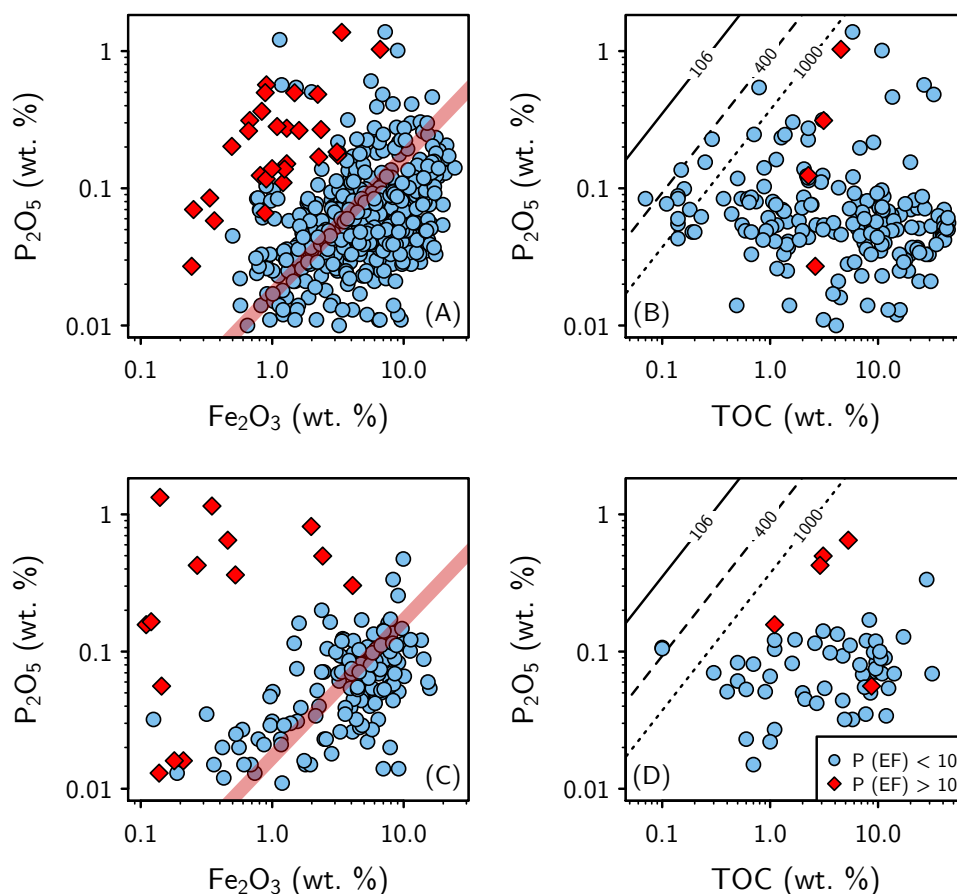 1
0.1
0.01
P₂O₅ (wt. %)
0.1 1.0 10.0
Fe₂O₃ (wt. %)
(A)
1
0.1
0.01
P₂O₅ (wt. %)
0.1 1.0 10.0
TOC (wt. %)
106
400
1000
(B)
1
0.1
0.01
P₂O₅ (wt. %)
0.1 1.0 10.0
Fe₂O₃ (wt. %)
(C)
1
0.1
0.01
P₂O₅ (wt. %)
0.1 1.0 10.0
TOC (wt. %)
106
400
1000
(D)
P (EF) < 10
P (EF) > 10